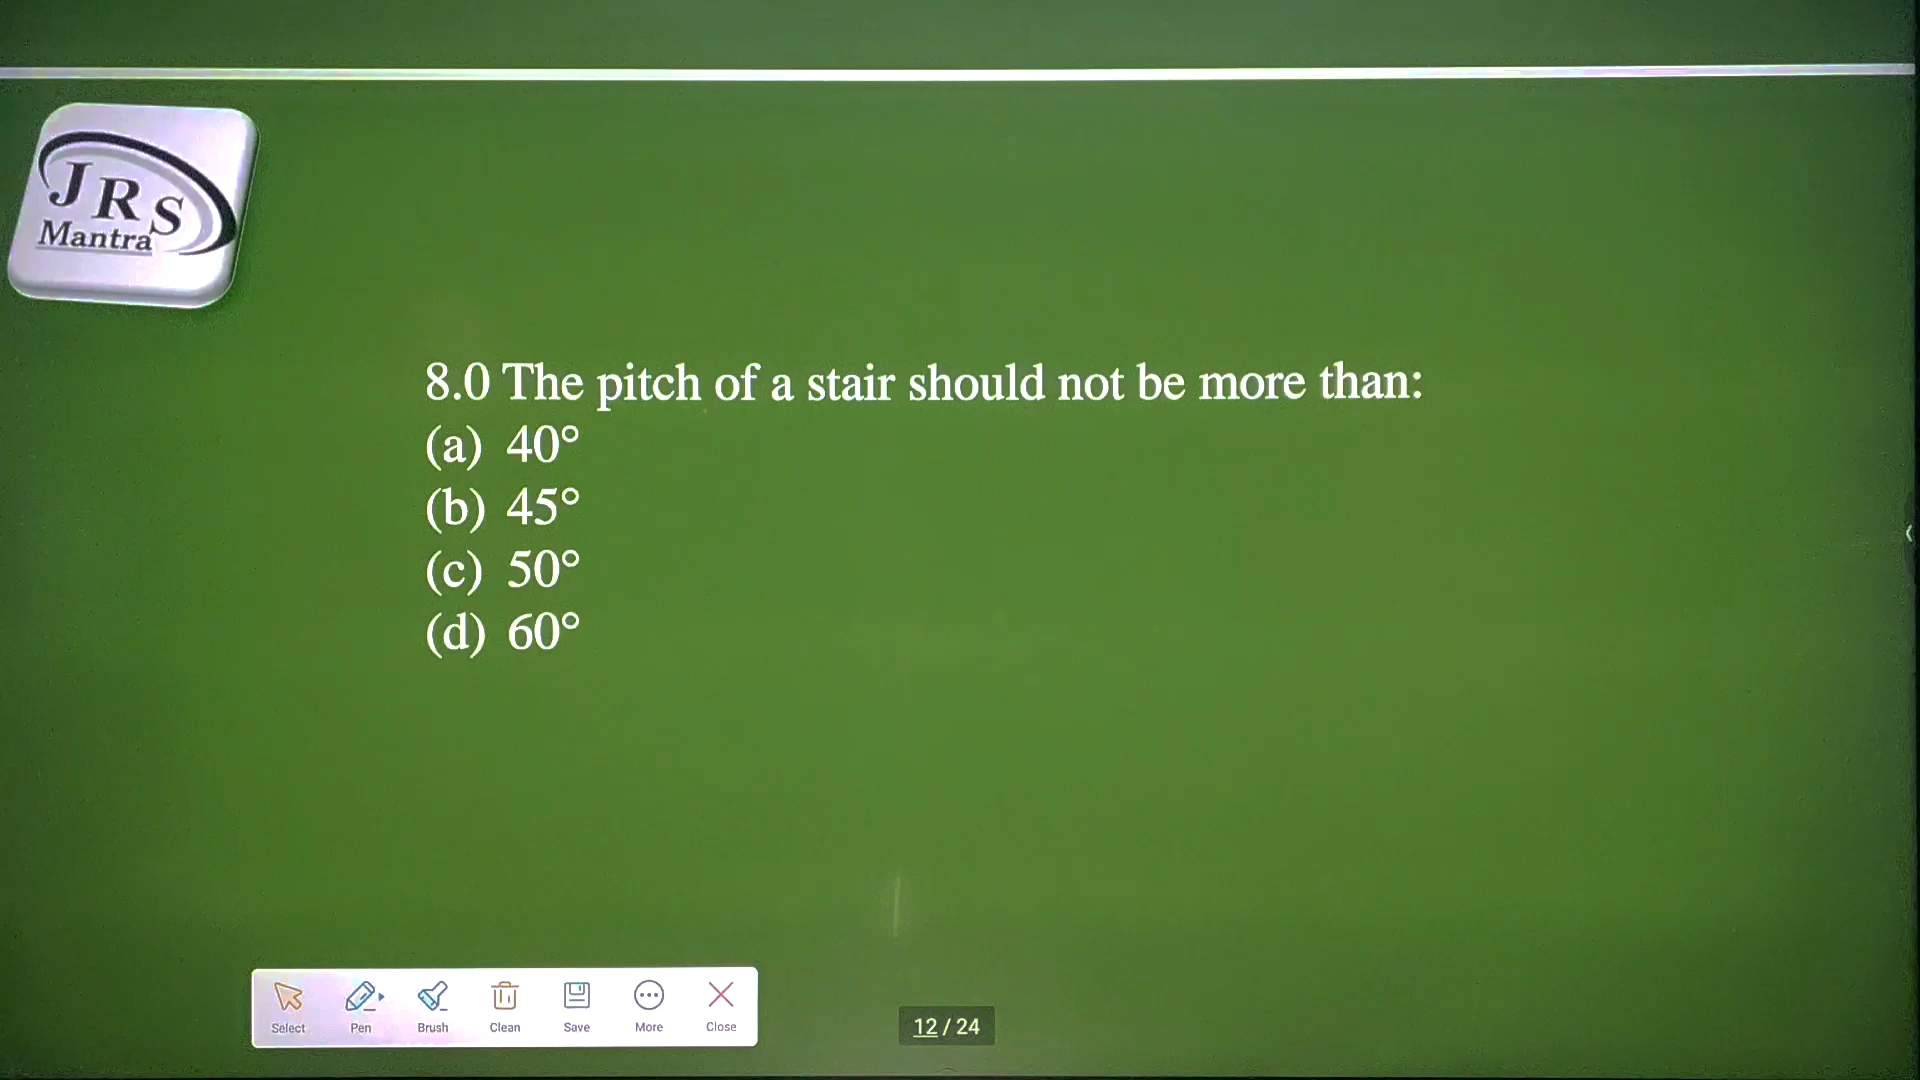 JRS
Mantra
8.0 The pitch of a stair should not be more than:
(a) 40°
(b) 45°
(c) 50°
(d) 60°
Select Pen Brush Clean Save More Close
12 / 24